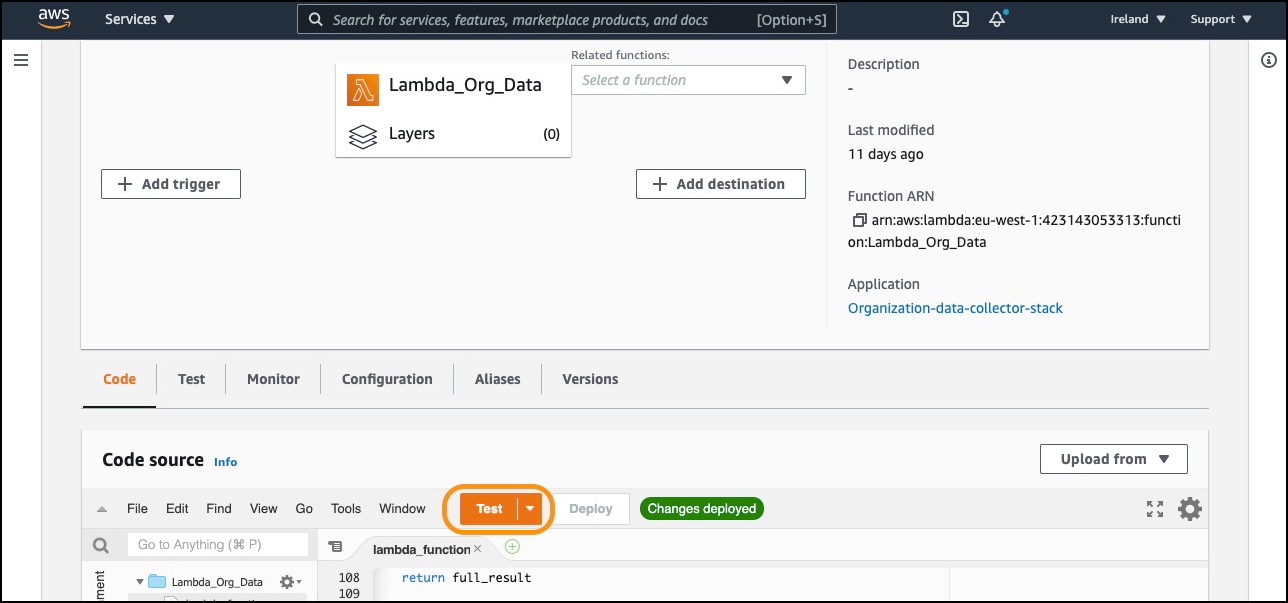 aws
Services
Search for services, features, marketplace products, and docs [Option+S]
Ireland
Support
Related functions:
Select a function
Lambda_Org_Data
Layers (0)
Add trigger
Add destination
Description
-
Last modified
11 days ago
Function ARN
arn:aws:lambda:eu-west-1:423143053313:functi
on:Lambda_Org_Data
Application
Organization-data-collector-stack
Code Test Monitor Configuration Aliases Versions
Code source Info
Upload from
File Edit Find View Go Tools Window Test Deploy Changes deployed
Go to Anything (⌘ P)
lambda_function
Lambda_Org_Data
108 return full_result
109